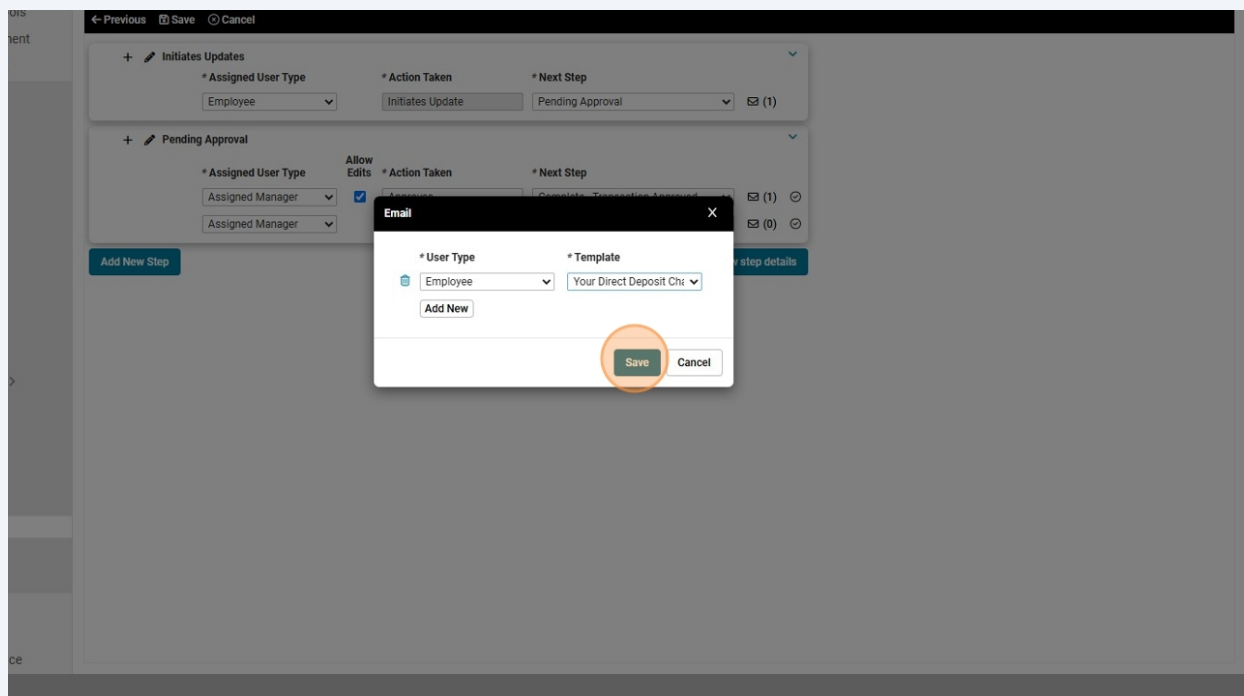 ← Previous Save Cancel
ment
+ Initiates Updates
* Assigned User Type * Action Taken * Next Step
Employee Initiates Update Pending Approval (1)
+ Pending Approval
* Assigned User Type Allow Edits * Action Taken * Next Step
Assigned Manager (1)
Assigned Manager (0)
Email X
* User Type * Template
Add New Step step details
Employee Your Direct Deposit Cha
Add New
Save Cancel
ce